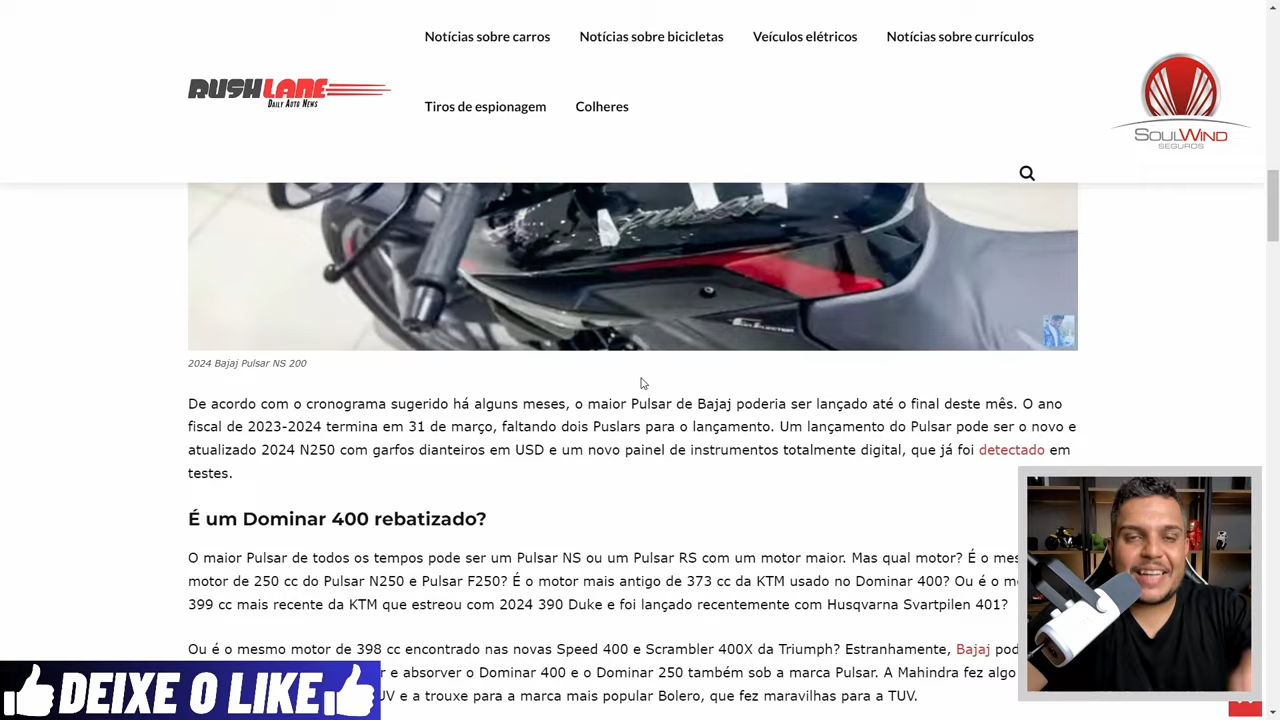 Notícias sobre carros
Notícias sobre bicicletas
Veículos elétricos
Notícias sobre currículos
RUSHLANE
DAILY AUTO NEWS
Tiros de espionagem
Colheres
SOULWIND
SEGUROS
pulsar
2024 Bajaj Pulsar NS 200
De acordo com o cronograma sugerido há alguns meses, o maior Pulsar de Bajaj poderia ser lançado até o final deste mês. O ano
fiscal de 2023-2024 termina em 31 de março, faltando dois Puslars para o lançamento. Um lançamento do Pulsar pode ser o novo e
atualizado 2024 N250 com garfos dianteiros em USD e um novo painel de instrumentos totalmente digital, que já foi detectado em
testes.
É um Dominar 400 rebatizado?
O maior Pulsar de todos os tempos pode ser um Pulsar NS ou um Pulsar RS com um motor maior. Mas qual motor? É o mes
motor de 250 cc do Pulsar N250 e Pulsar F250? É o motor mais antigo de 373 cc da KTM usado no Dominar 400? Ou é o m
399 cc mais recente da KTM que estreou com 2024 390 Duke e foi lançado recentemente com Husqvarna Svartpilen 401?
Ou é o mesmo motor de 398 cc encontrado nas novas Speed 400 e Scrambler 400X da Triumph? Estranhamente, Bajaj pod
r e absorver o Dominar 400 e o Dominar 250 também sob a marca Pulsar. A Mahindra fez algo
UV e a trouxe para a marca mais popular Bolero, que fez maravilhas para a TUV.
DEIXE O LIKE